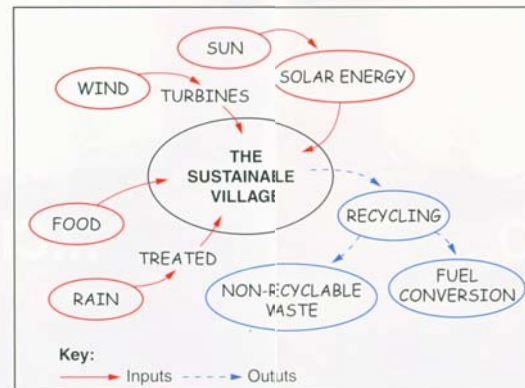 SUN
SOLAR ENERGY
WIND
TURBINES
THE
SUSTAINABLE
VILLAGE
FOOD
RECYCLING
TREATED
RAIN
NON-RECYCLABLE
WASTE
FUEL
CONVERSION
Key:
Inputs
Oututs